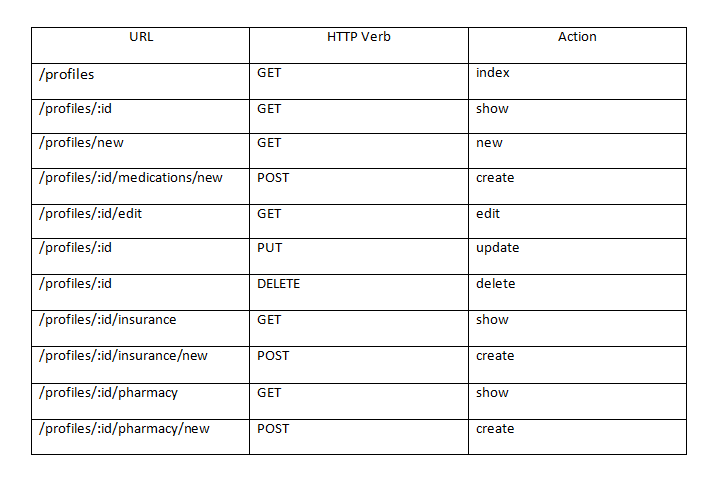 URL HTTP Verb Action
/profiles GET index
/profiles/:id GET show
/profiles/new GET new
/profiles/:id/medications/new POST create
/profiles/:id/edit GET edit
/profiles/:id PUT update
/profiles/:id DELETE delete
/profiles/:id/insurance GET show
/profiles/:id/insurance/new POST create
/profiles/:id/pharmacy GET show
/profiles/:id/pharmacy/new POST create